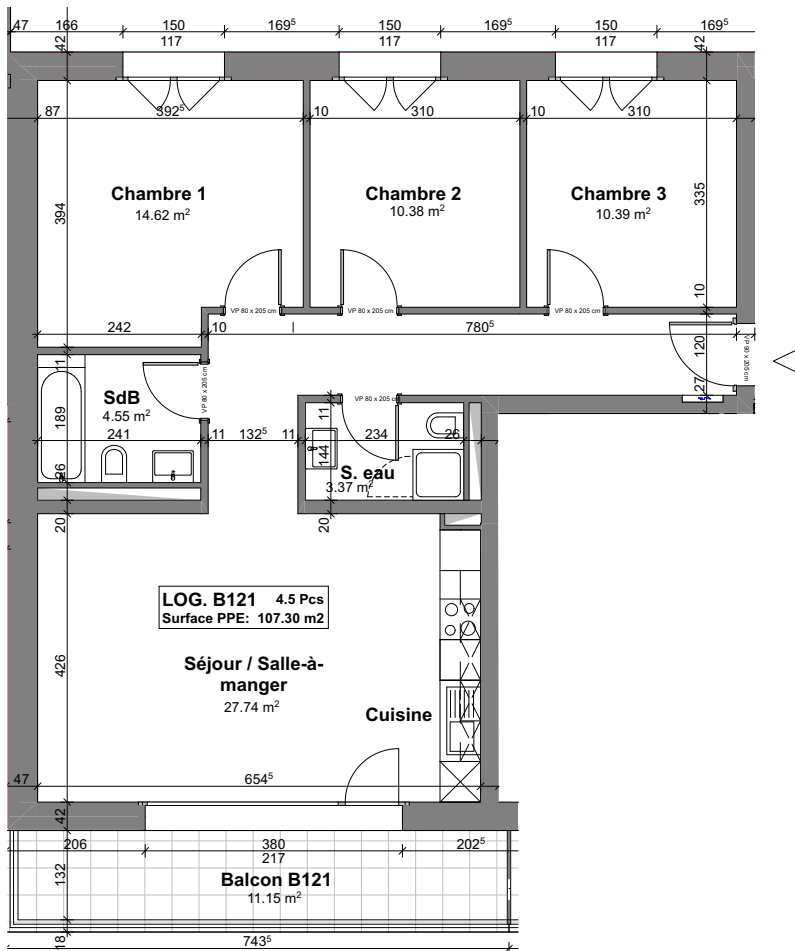 47 166 150 169⁵ 150 169⁵ 150 169⁵
42 117 117 117 42
87 392⁵ 10 310 10 310
Chambre 1
14.62 m²
Chambre 2
10.38 m²
Chambre 3
10.39 m²
394
335
10
VP 80 x 205 cm
VP 80 x 205 cm
VP 80 x 205 cm
242 10 780⁵
120
VP 90 x 205 cm
27
11
SdB
4.55 m²
189
VP 80 x 205 cm
VP 80 x 205 cm
11
241 11 132⁵ 11 234 26
144
S. eau
3.37 m²
26
20
20
LOG. B121 4.5 Pcs
Surface PPE: 107.30 m2
426
Séjour / Salle-à-
manger
27.74 m²
Cuisine
47 654⁵
42
206 380 202⁵
217
132
Balcon B121
11.15 m²
18
743⁵